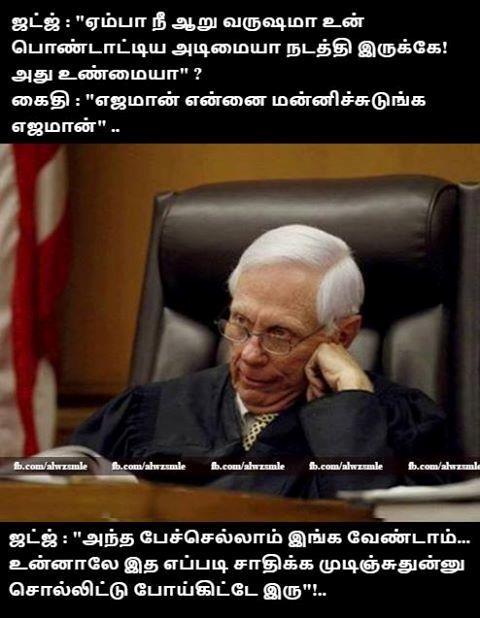 ஜட்ஜ் : "ஏம்பா நீ ஆறு வருஷமா உன்
பொண்டாட்டிய அடிமையா நடத்தி இருக்கே!
அது உண்மையா" ?
கைதி : "எஜமான் என்னை மன்னிச்சுடுங்க
எஜமான்" ..
fb.com/alwzsmle fb.com/alwzsmle fb.com/alwzsmle fb.com/alwzsmle fb.com/alwzsmle
ஜட்ஜ் : "அந்த பேச்செல்லாம் இங்க வேண்டாம்...
உன்னாலே இத எப்படி சாதிக்க முடிஞ்சுதுன்னு
சொல்லிட்டு போய்கிட்டே இரு"!..